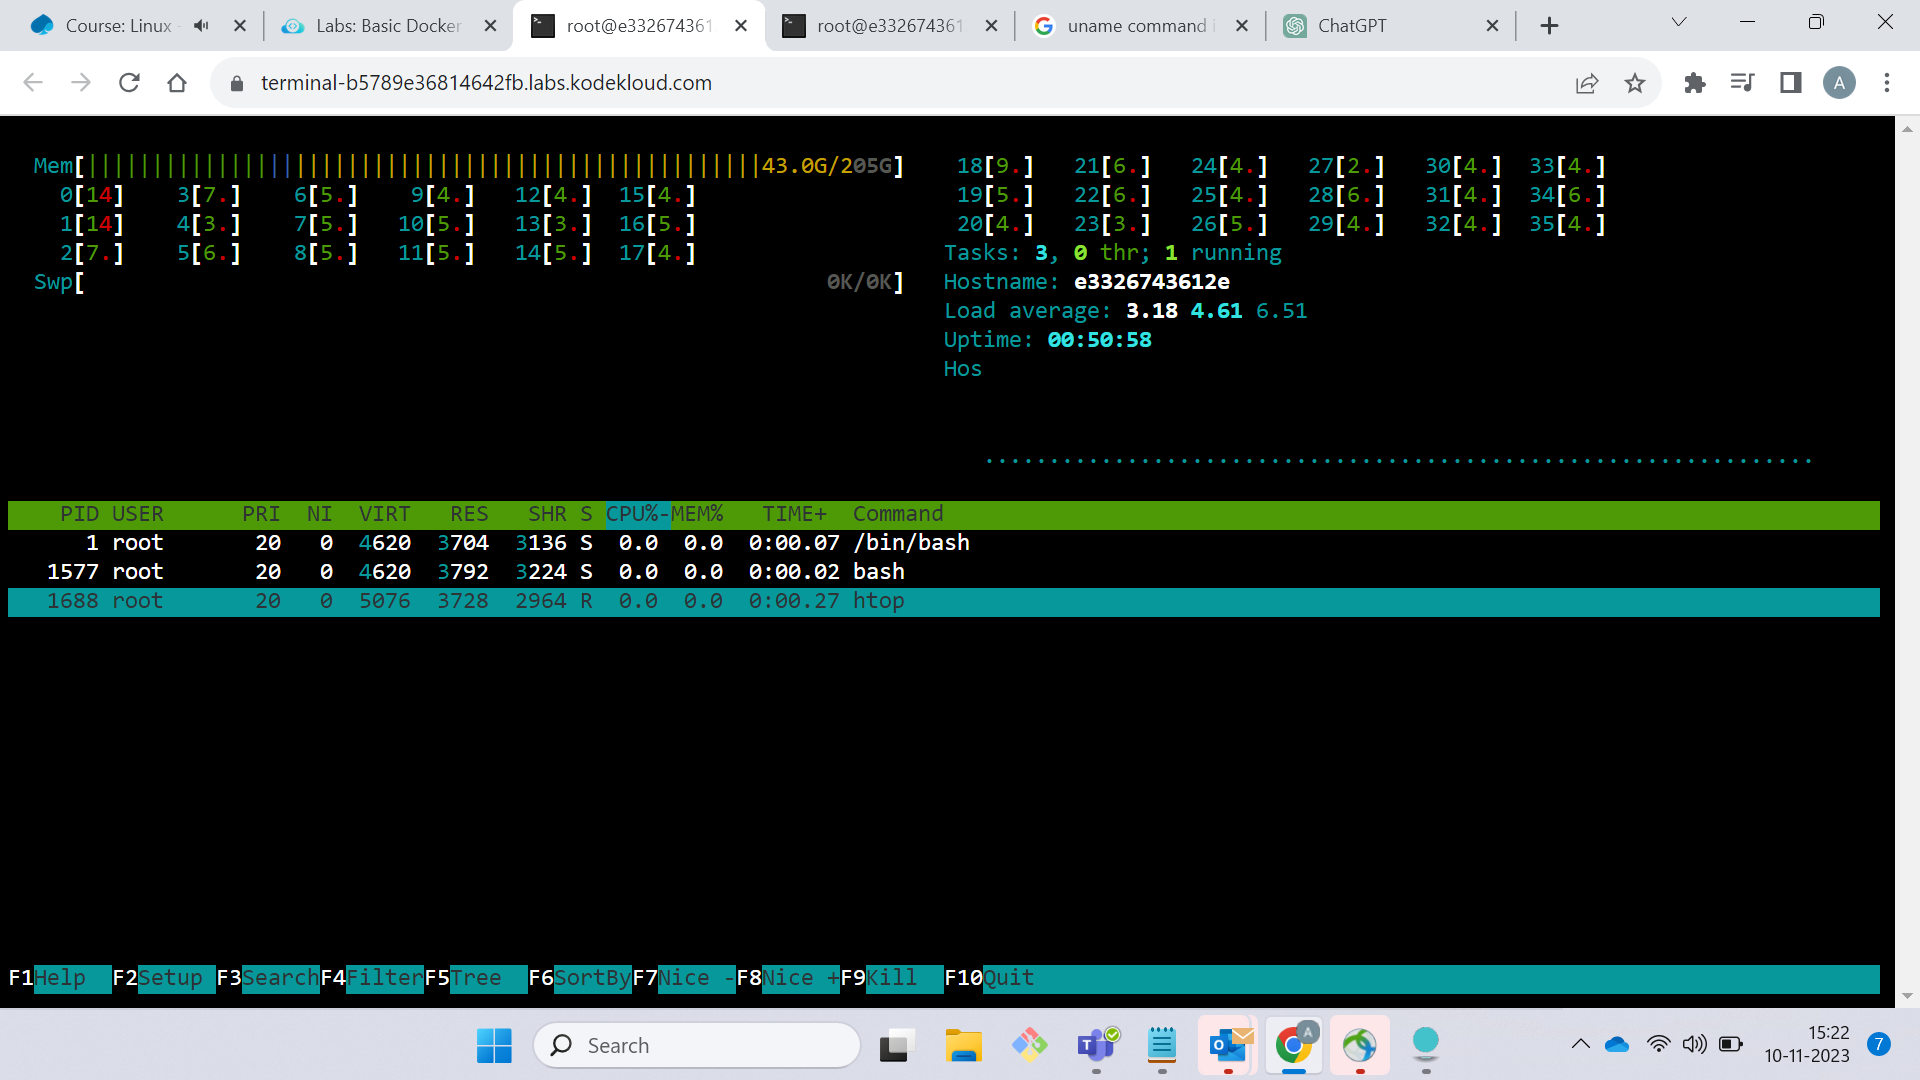 Course: Linux
Labs: Basic Docker
root@e332674361
root@e332674361
uname command i
ChatGPT
terminal-b5789e36814642fb.labs.kodekloud.com
A
Mem[||||||||||||||||||||||||||||||||||||||||||||||||||||43.0G/205G] 18[9.] 21[6.] 24[4.] 27[2.] 30[4.] 33[4.]
0[14] 3[7.] 6[5.] 9[4.] 12[4.] 15[4.] 19[5.] 22[6.] 25[4.] 28[6.] 31[4.] 34[6.]
1[14] 4[3.] 7[5.] 10[5.] 13[3.] 16[5.] 20[4.] 23[3.] 26[5.] 29[4.] 32[4.] 35[4.]
2[7.] 5[6.] 8[5.] 11[5.] 14[5.] 17[4.] Tasks: 3, 0 thr; 1 running
Swp[ 0K/0K] Hostname: e3326743612e
Load average: 3.18 4.61 6.51
Uptime: 00:50:58
Hos
................................................................
PID USER PRI NI VIRT RES SHR S CPU%-MEM% TIME+ Command
1 root 20 0 4620 3704 3136 S 0.0 0.0 0:00.07 /bin/bash
1577 root 20 0 4620 3792 3224 S 0.0 0.0 0:00.02 bash
1688 root 20 0 5076 3728 2964 R 0.0 0.0 0:00.27 htop
F1Help F2Setup F3SearchF4FilterF5Tree F6SortByF7Nice -F8Nice +F9Kill F10Quit
Search
A
15:22
10-11-2023
7